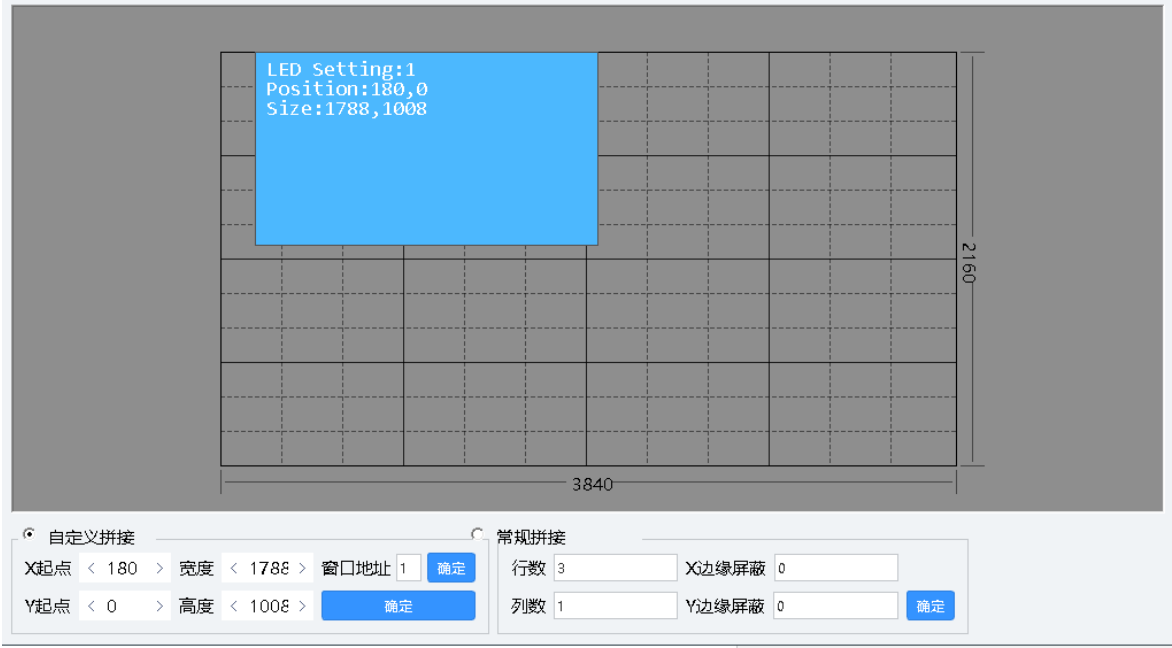 LED Setting:1
Position:180,0
Size:1788,1008
2160
3840
自定义拼接
常规拼接
X起点 < 180 > 宽度 < 1788 > 窗口地址 1 确定
行数 3 X边缘屏蔽 0
Y起点 < 0 > 高度 < 1008 > 确定
列数 1 Y边缘屏蔽 0 确定